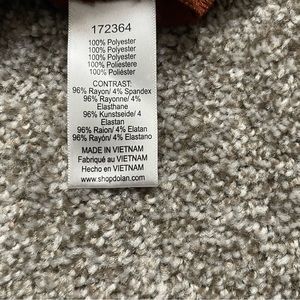 172364
100% Polyester
100% Polyester
100% Polyester
100% Poliestere
100% Poliéster
CONTRAST:
96% Rayon/ 4% Spandex
96% Rayonne/ 4%
Elasthane
96% Kunstseide/ 4
Elastan
96% Raion/ 4% Elatan
96% Rayón/ 4% Elastano
MADE IN VIETNAM
Fabriqué au VIETNAM
Hecho en VIETNAM
www.shopdolan.com